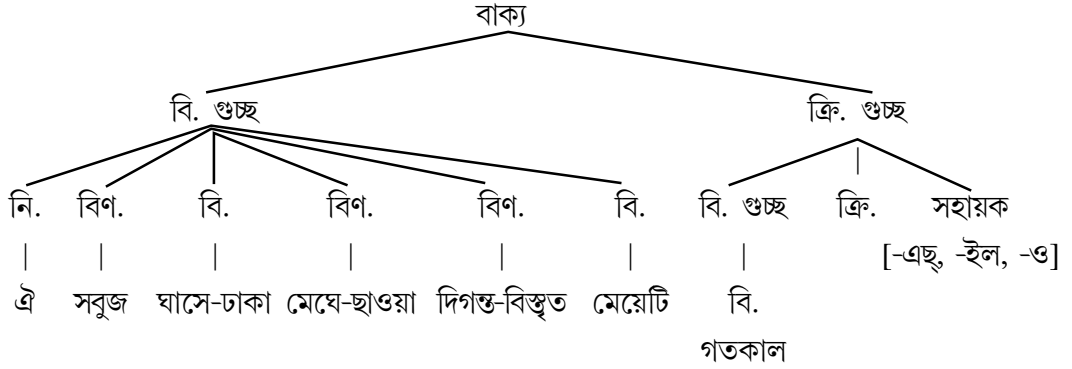 বাক্য
বি. গুচ্ছ ক্রি. গুচ্ছ
নি. বিণ. বি. বিণ. বিণ. বি. বি. গুচ্ছ ক্রি. সহায়ক
[-এছ্, -ইল, -ও]
ঐ সবুজ ঘাসে-ঢাকা মেঘে-ছাওয়া দিগন্ত-বিস্তৃত মেয়েটি বি.
গতকাল